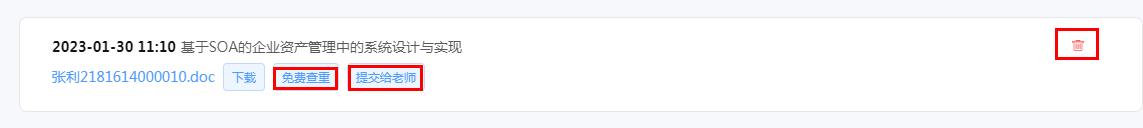 2023-01-30 11:10 基于SOA的企业资产管理中的系统设计与实现
张利2181614000010.doc 下载 免费查重 提交给老师